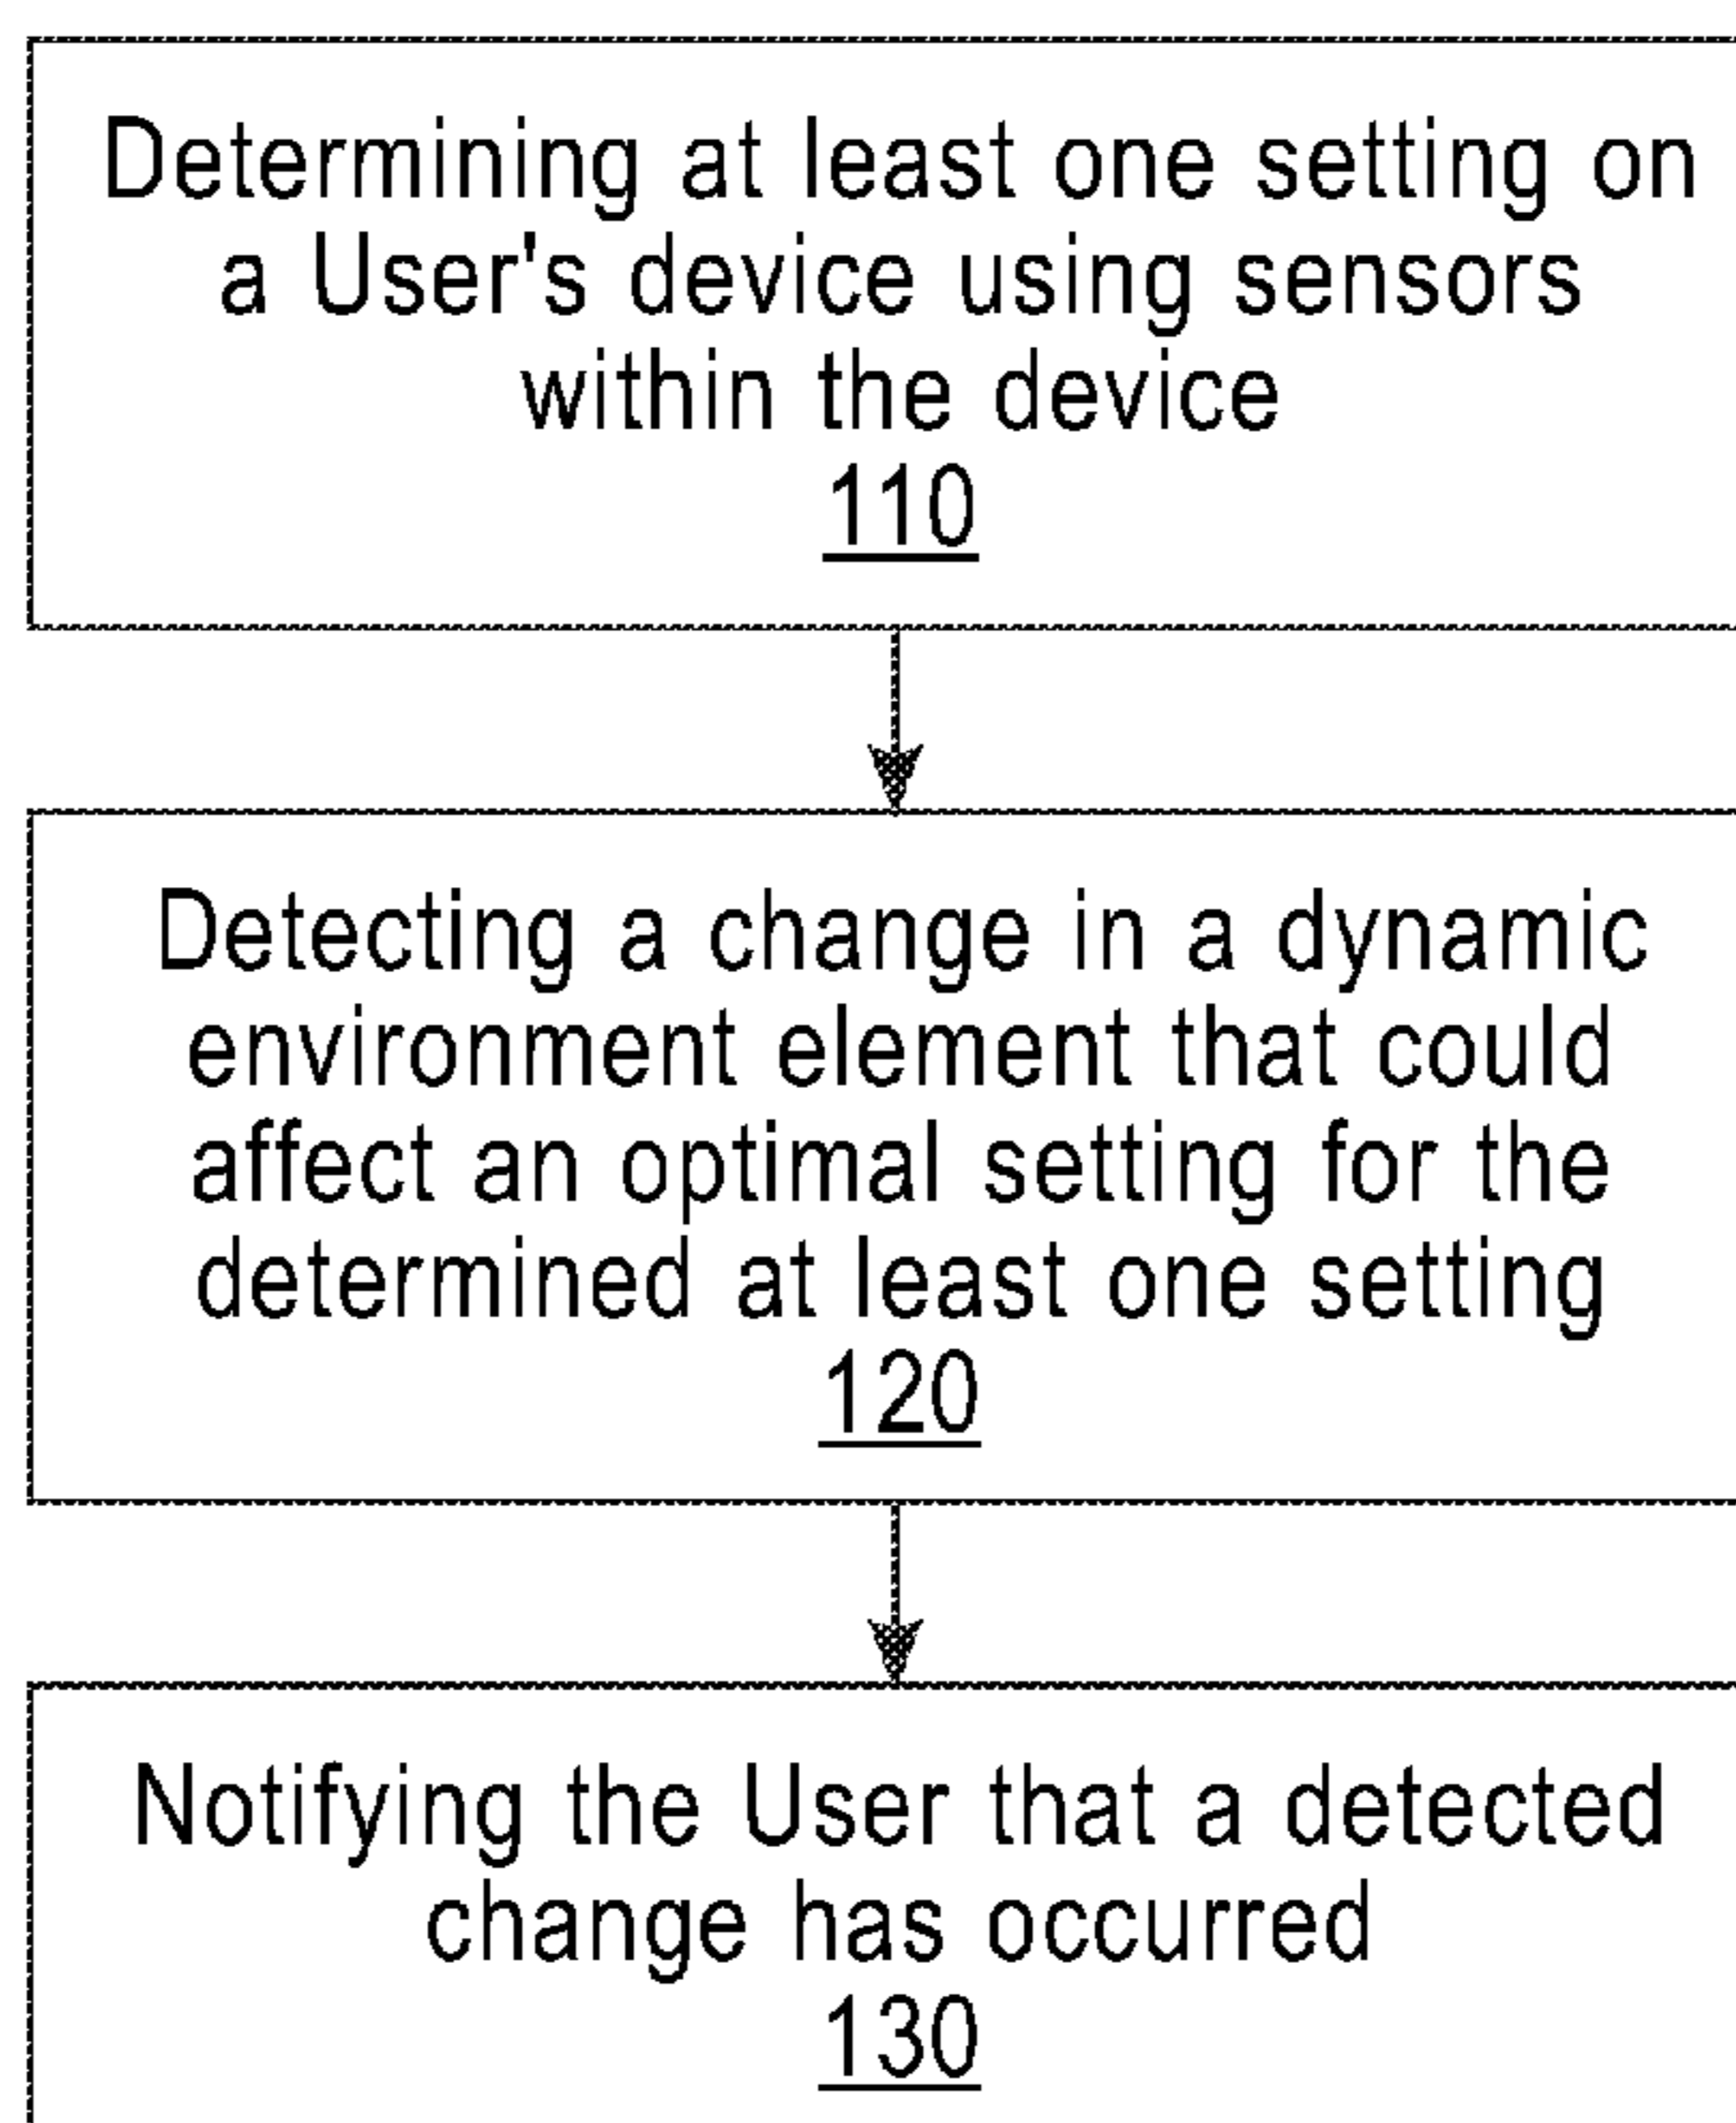 Determining at least one setting on
a User's device using sensors
within the device
110
Detecting a change in a dynamic
environment element that could
affect an optimal setting for the
determined at least one setting
120
Notifying the User that a detected
change has occurred
130